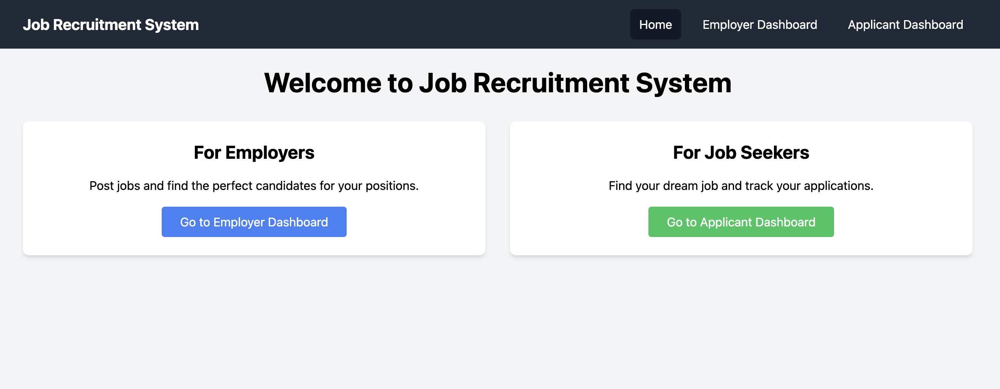 Job Recruitment System
Home
Employer Dashboard
Applicant Dashboard
Welcome to Job Recruitment System
For Employers
Post jobs and find the perfect candidates for your positions.
Go to Employer Dashboard
For Job Seekers
Find your dream job and track your applications.
Go to Applicant Dashboard